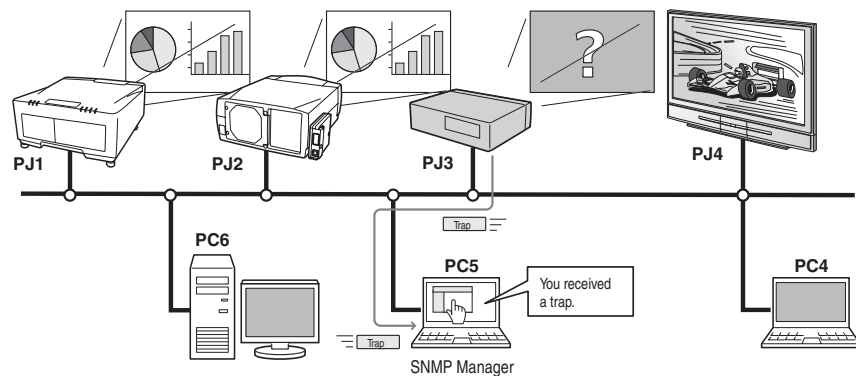 ?
PJ1
PJ2
PJ3
PJ4
Trap
PC6
PC5
PC4
You received
a trap.
Trap
SNMP Manager